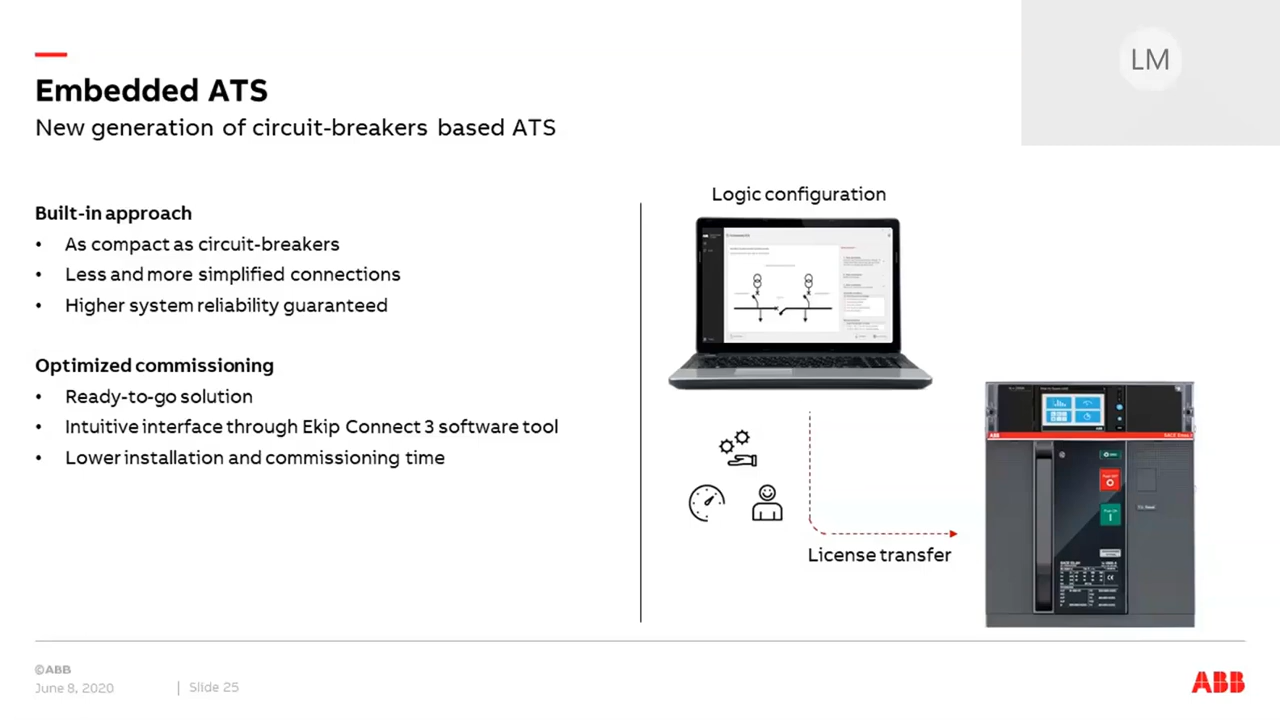 LM
Embedded ATS
New generation of circuit-breakers based ATS
Built-in approach
• As compact as circuit-breakers
• Less and more simplified connections
• Higher system reliability guaranteed
Optimized commissioning
• Ready-to-go solution
• Intuitive interface through Ekip Connect 3 software tool
• Lower installation and commissioning time
Logic configuration
License transfer
ABB
©ABB
June 8, 2020 | Slide 25
ABB